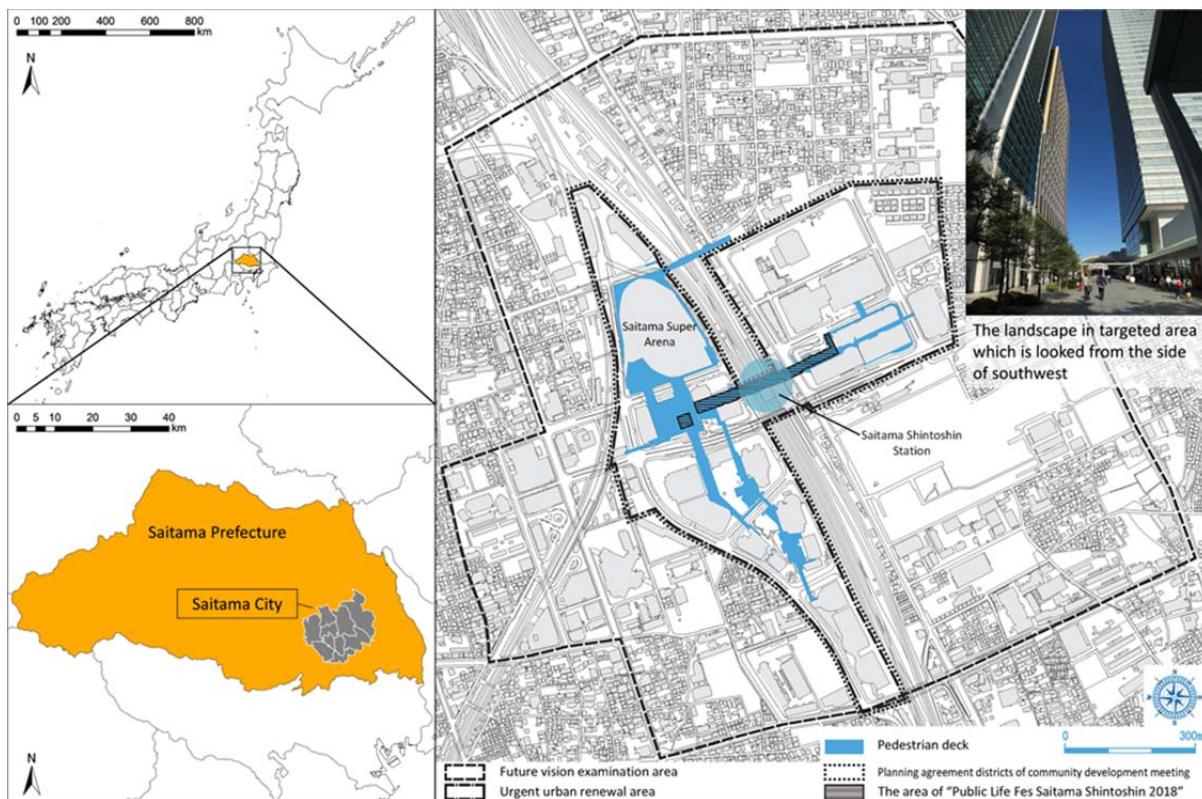 0 200 400 600 800
km
N
0 5 10 20 30 40
km
Saitama Prefecture
Saitama City
N
Saitama Super
Arena
Saitama Shintoshin
Station
The landscape in targeted area
which is looked from the side
of southwest
Pedestrian deck
0 300m
Future vision examination area
Urgent urban renewal area
Planning agreement districts of community development meeting
The area of “Public Life Fes Saitama Shintoshin 2018”